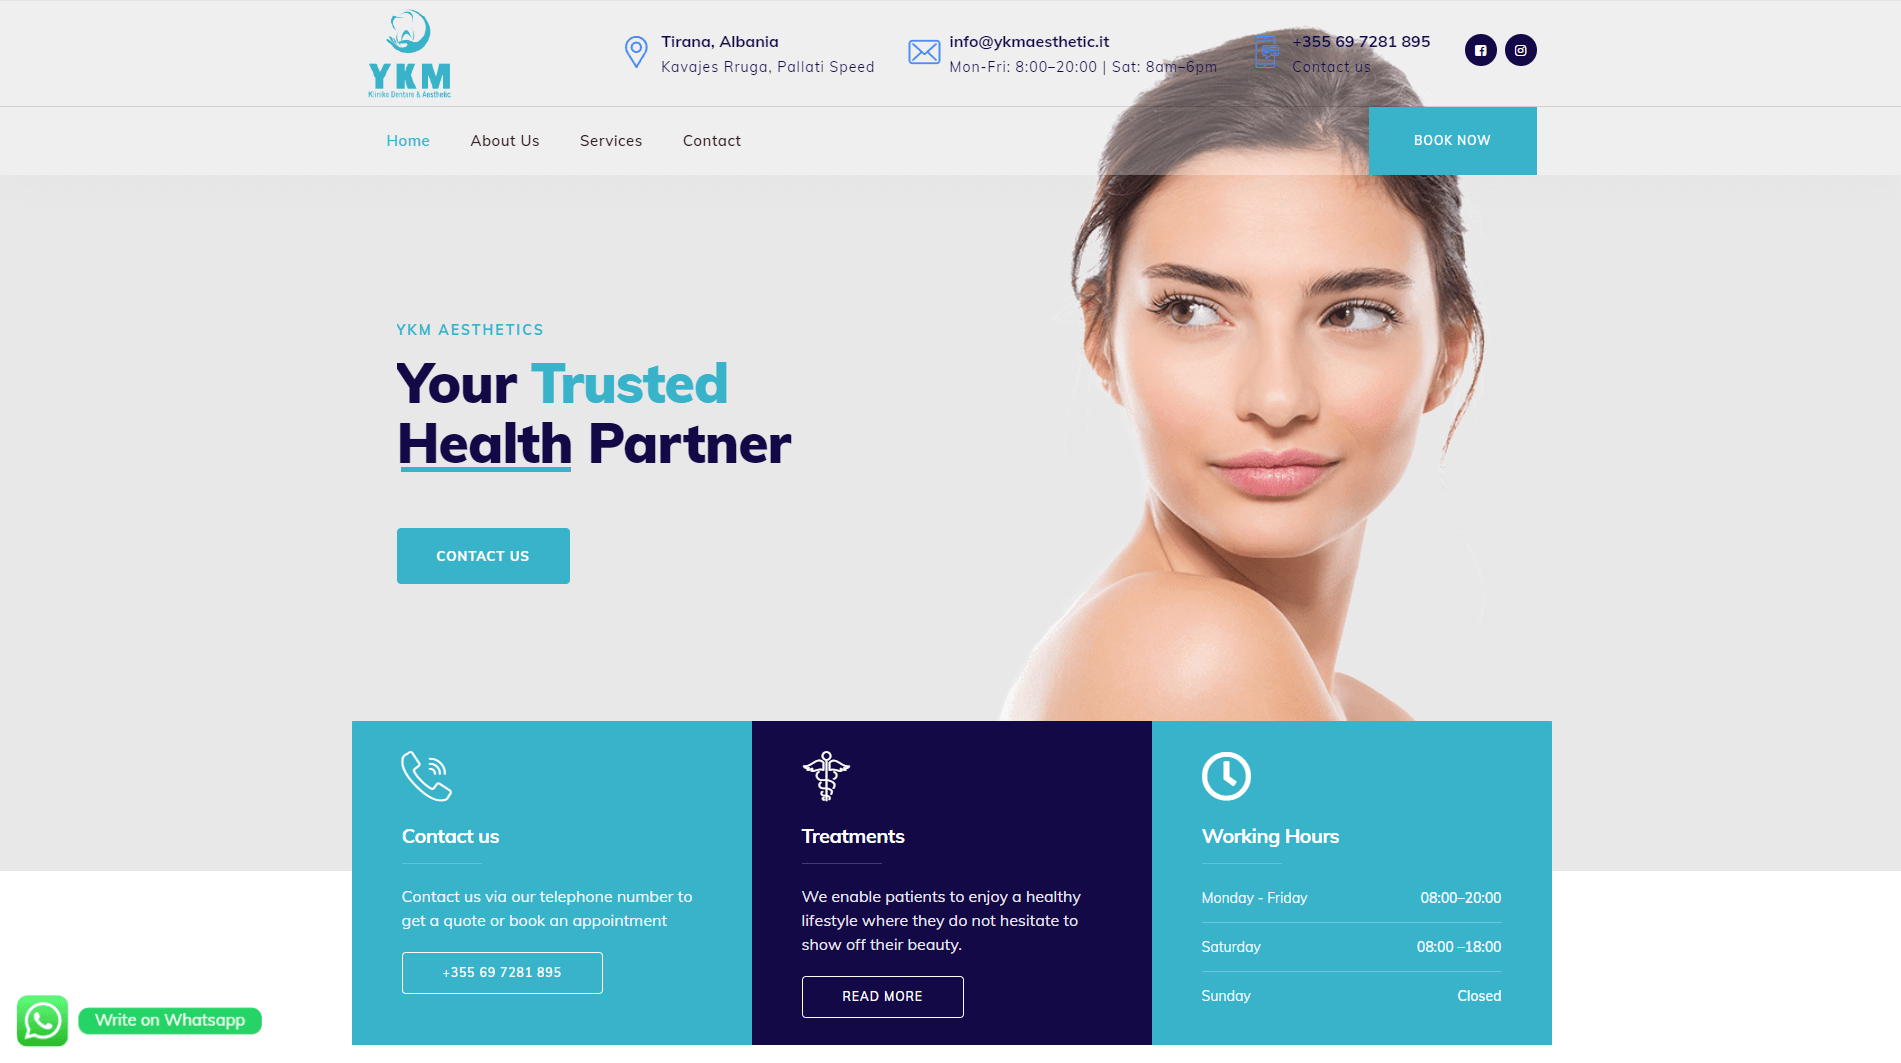 YKM
Klinike Dentare & Aesthetic
Tirana, Albania
Kavajes Rruga, Pallati Speed
info@ykmaesthetic.it
Mon-Fri: 8:00–20:00 | Sat: 8am–6pm
+355 69 7281 895
Contact us
Home
About Us
Services
Contact
BOOK NOW
YKM AESTHETICS
Your Trusted
Health Partner
CONTACT US
Contact us
Contact us via our telephone number to
get a quote or book an appointment
+355 69 7281 895
Treatments
We enable patients to enjoy a healthy
lifestyle where they do not hesitate to
show off their beauty.
READ MORE
Working Hours
Monday - Friday 08:00–20:00
Saturday 08:00 –18:00
Sunday Closed
Write on Whatsapp